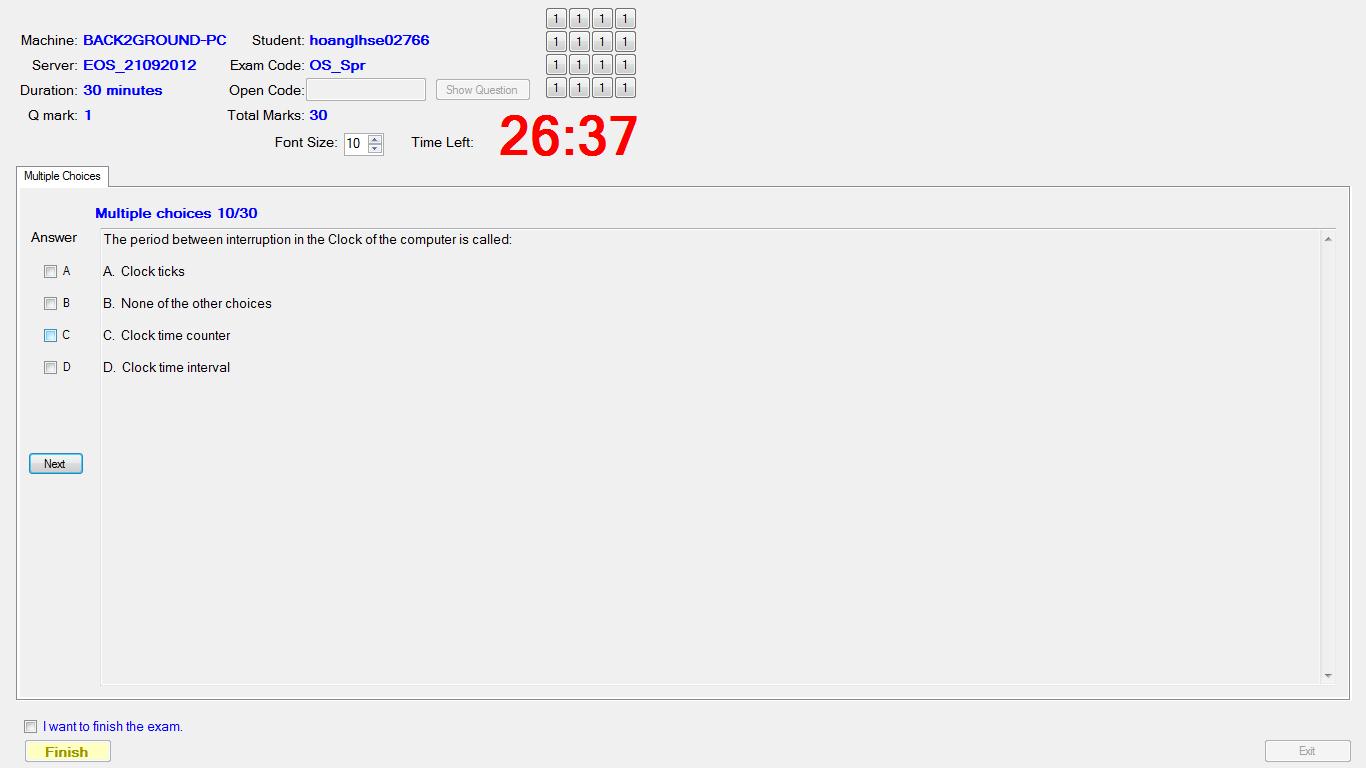 Machine: BACK2GROUND-PC Student: hoanglhse02766
Server: EOS_21092012 Exam Code: OS_Spr
Duration: 30 minutes Open Code: Show Question
Q mark: 1 Total Marks: 30
Font Size: 10 Time Left: 26:37
1 1 1 1
1 1 1 1
1 1 1 1
1 1 1 1
Multiple Choices
Multiple choices 10/30
Answer
The period between interruption in the Clock of the computer is called:
A A. Clock ticks
B B. None of the other choices
C C. Clock time counter
D D. Clock time interval
Next
I want to finish the exam.
Finish
Exit